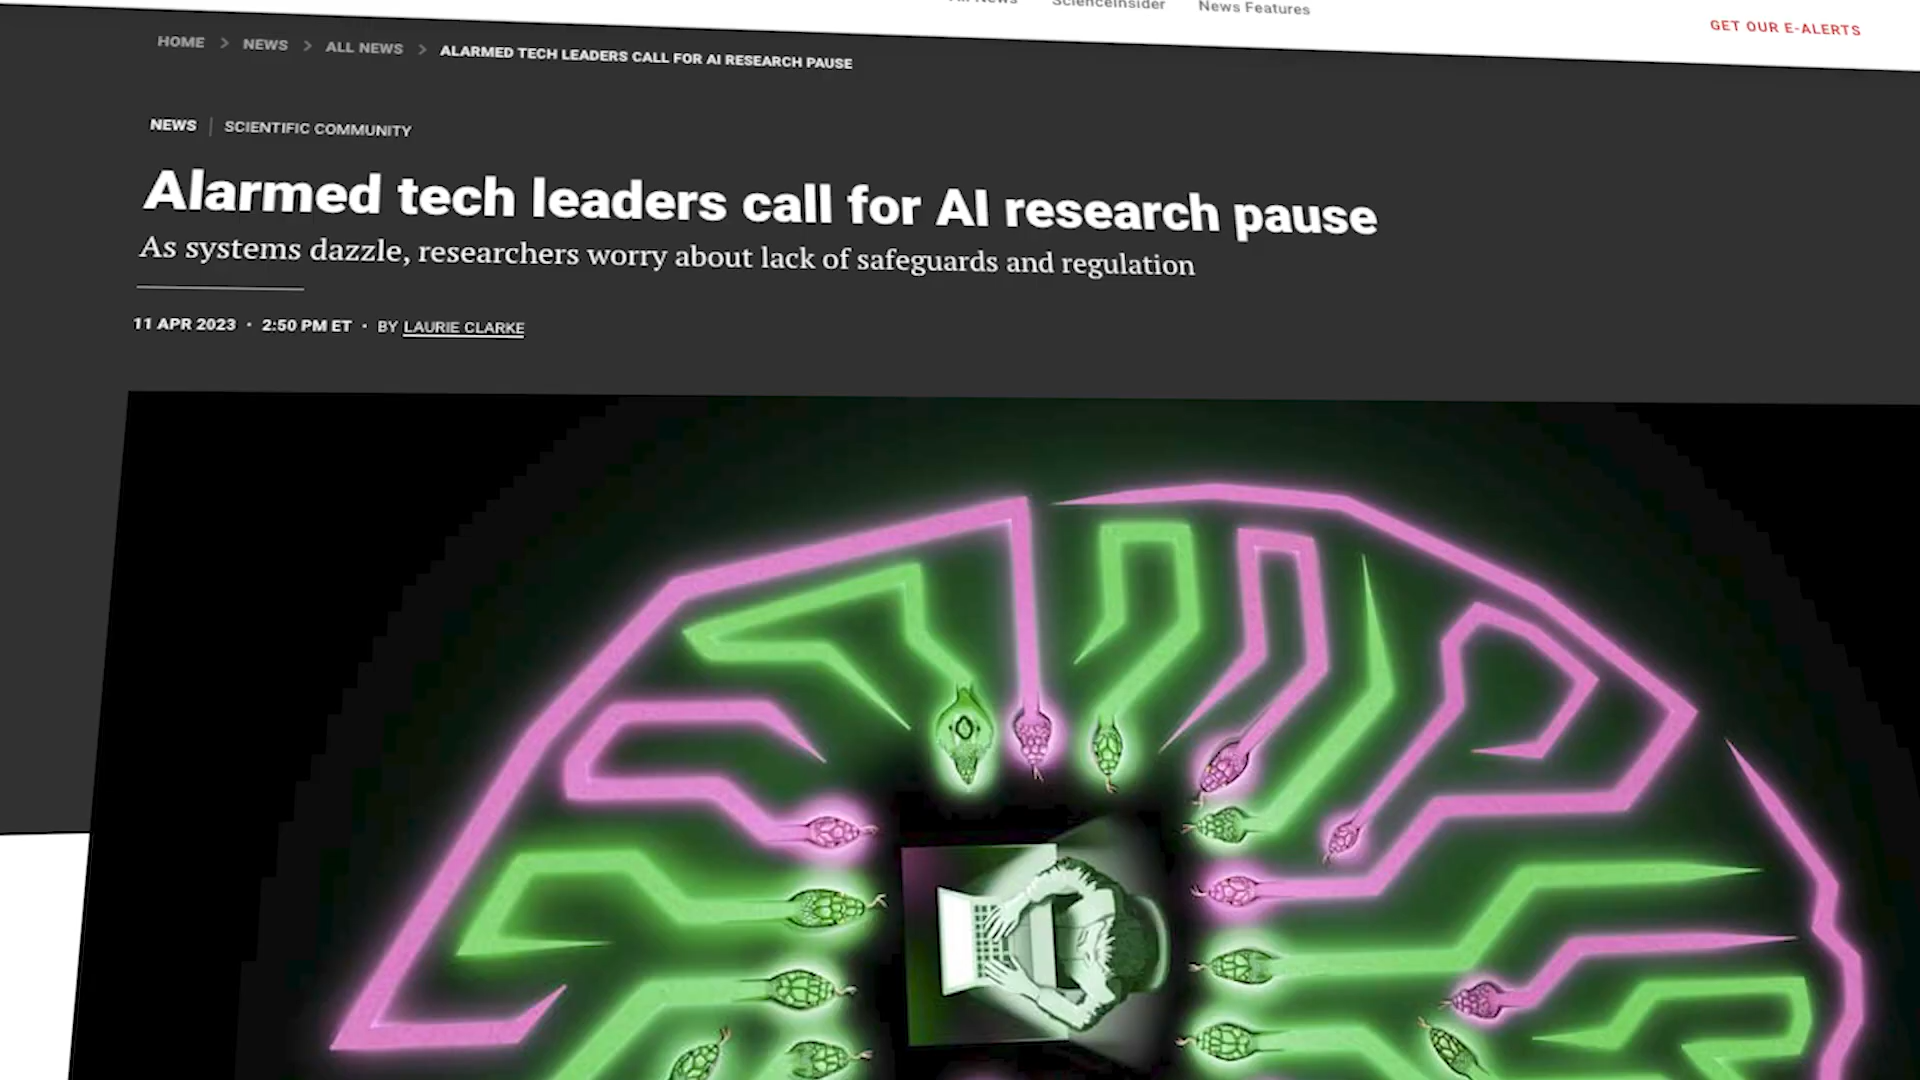 All News ScienceInsider News Features
GET OUR E-ALERTS
HOME > NEWS > ALL NEWS > ALARMED TECH LEADERS CALL FOR AI RESEARCH PAUSE
NEWS | SCIENTIFIC COMMUNITY
Alarmed tech leaders call for AI research pause
As systems dazzle, researchers worry about lack of safeguards and regulation
11 APR 2023 · 2:50 PM ET · BY LAURIE CLARKE